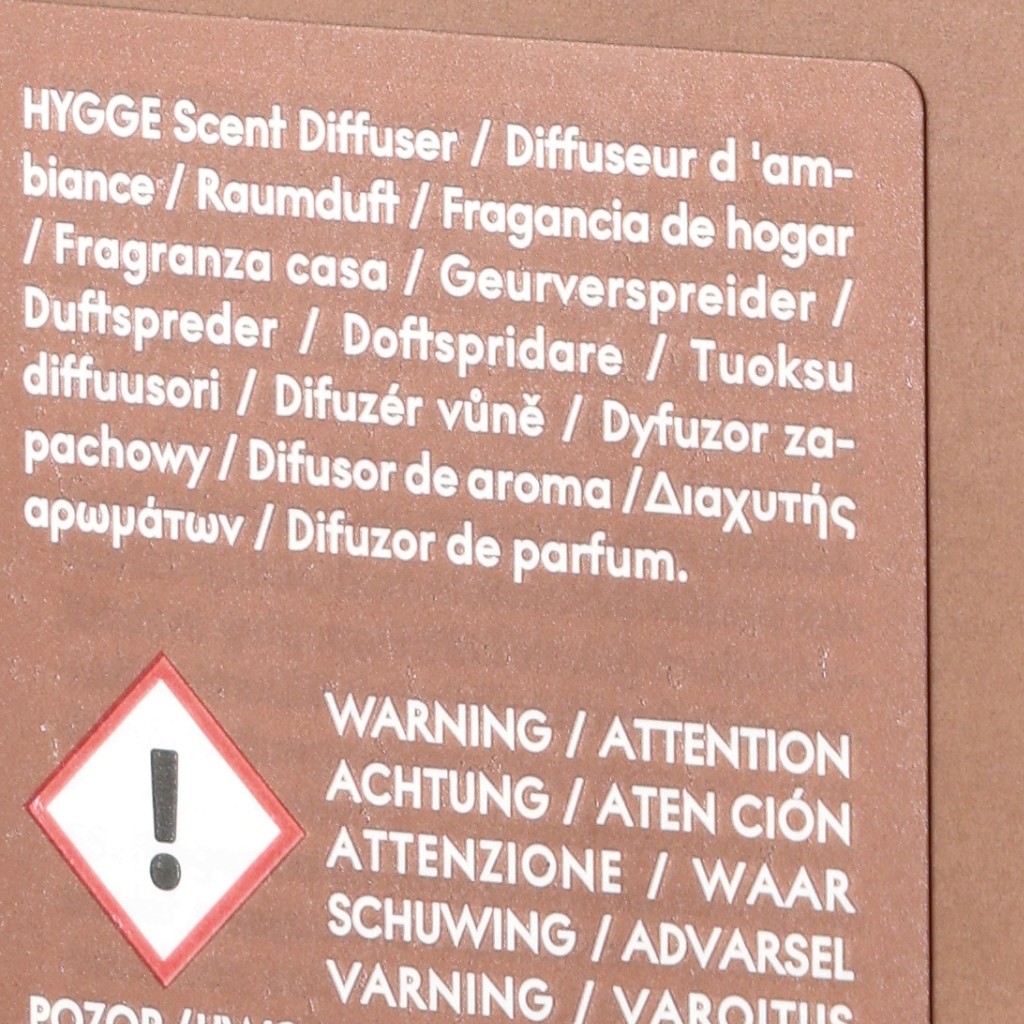 HYGGE Scent Diffuser / Diffuseur d 'am-
biance / Raumduft / Fragancia de hogar
/ Fragranza casa / Geurverspreider /
Duftspreder / Doftspridare / Tuoksu
diffuusori / Difuzér vůně / Dyfuzor za-
pachowy / Difusor de aroma / Διαχυτής
αρωμάτων / Difuzor de parfum.
WARNING / ATTENTION
ACHTUNG / ATEN CIÓN
ATTENZIONE / WAAR
SCHUWING / ADVARSEL
VARNING / VAROITUS
POZOR /